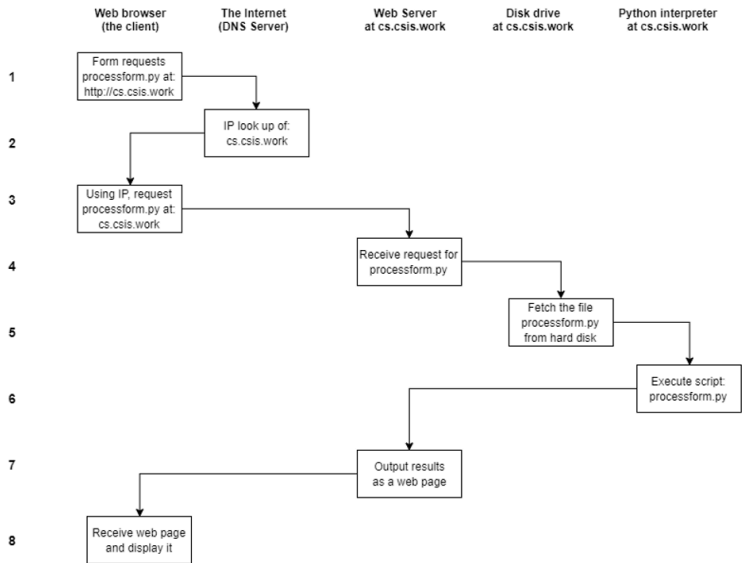 Web browser
(the client)
The Internet
(DNS Server)
Web Server
at cs.csis.work
Disk drive
at cs.csis.work
Python interpreter
at cs.csis.work
1
Form requests
processform.py at:
http://cs.csis.work
2
IP look up of:
cs.csis.work
3
Using IP, request
processform.py at:
cs.csis.work
4
Receive request for
processform.py
5
Fetch the file
processform.py
from hard disk
6
Execute script:
processform.py
7
Output results
as a web page
8
Receive web page
and display it